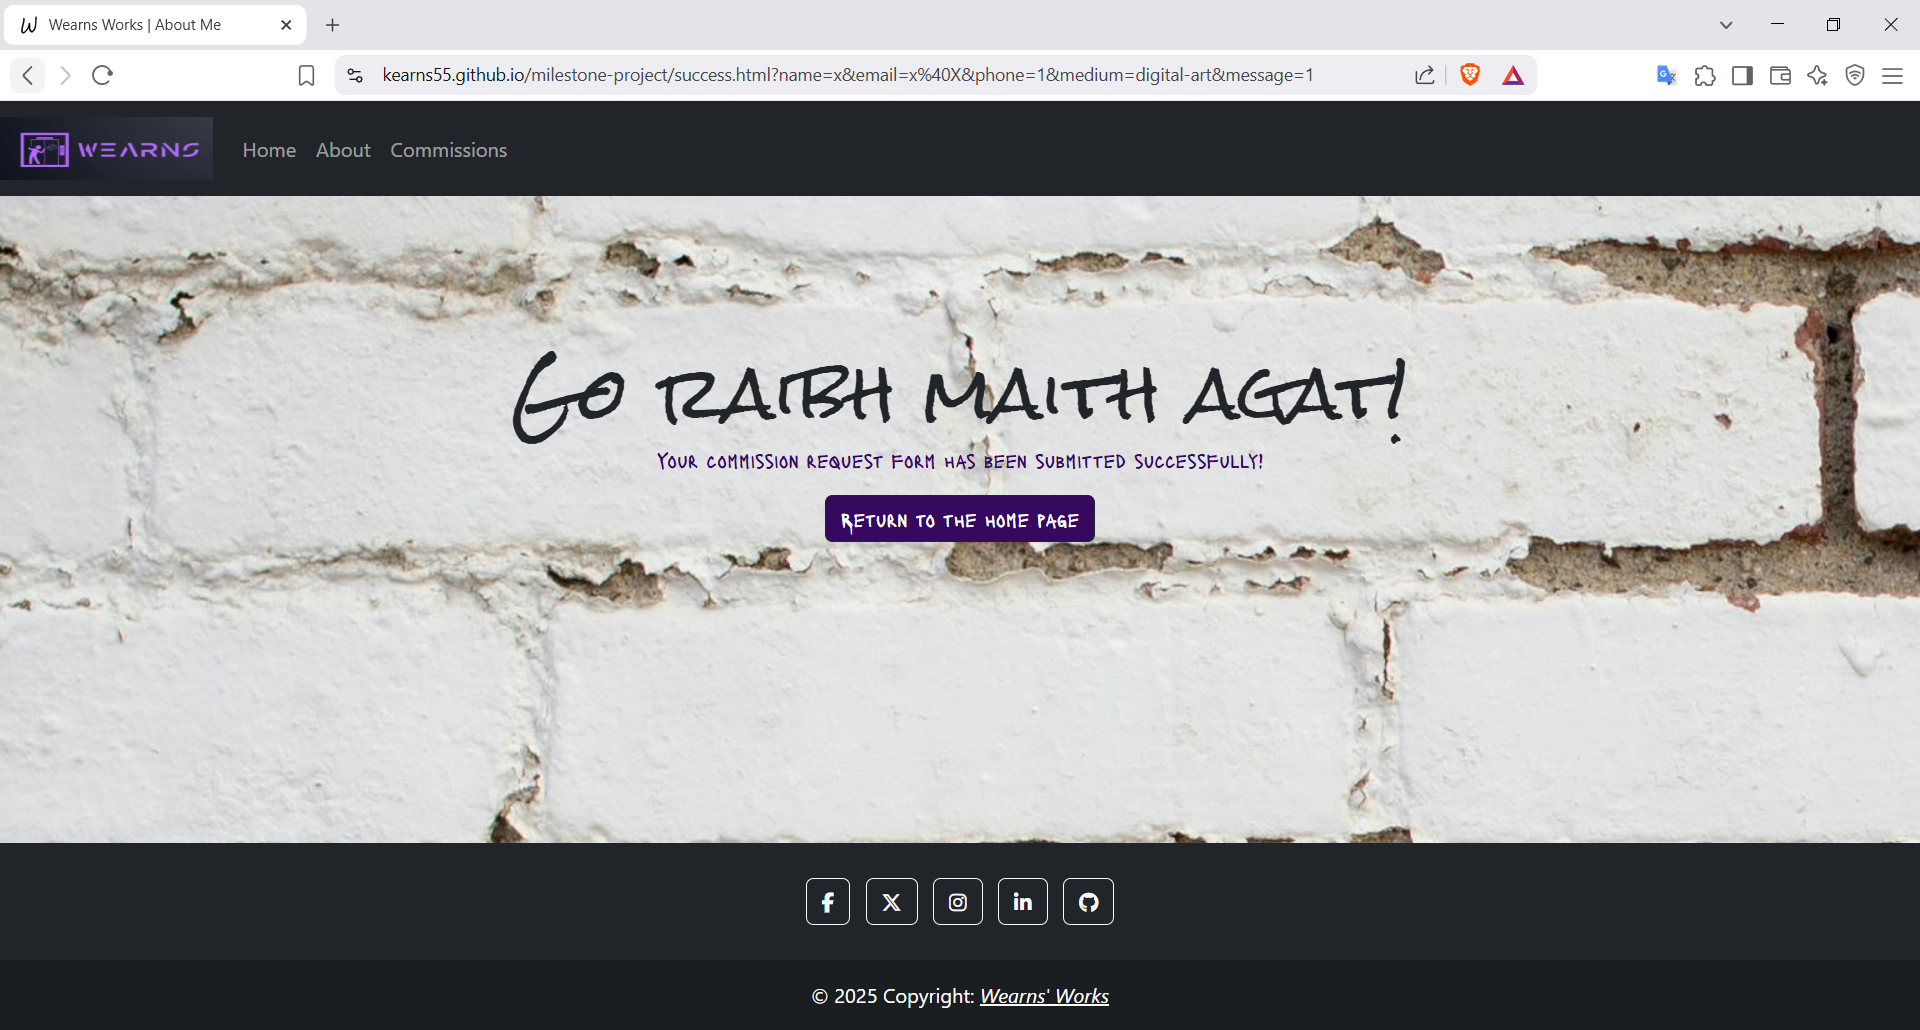 Wearns Works | About Me
kearns55.github.io/milestone-project/success.html?name=x&email=x%40X&phone=1&medium=digital-art&message=1
WEARNS
Home About Commissions
Go raibh maith agat!
Your commission request form has been submitted successfully!
Return to the home page
© 2025 Copyright: Wearns' Works